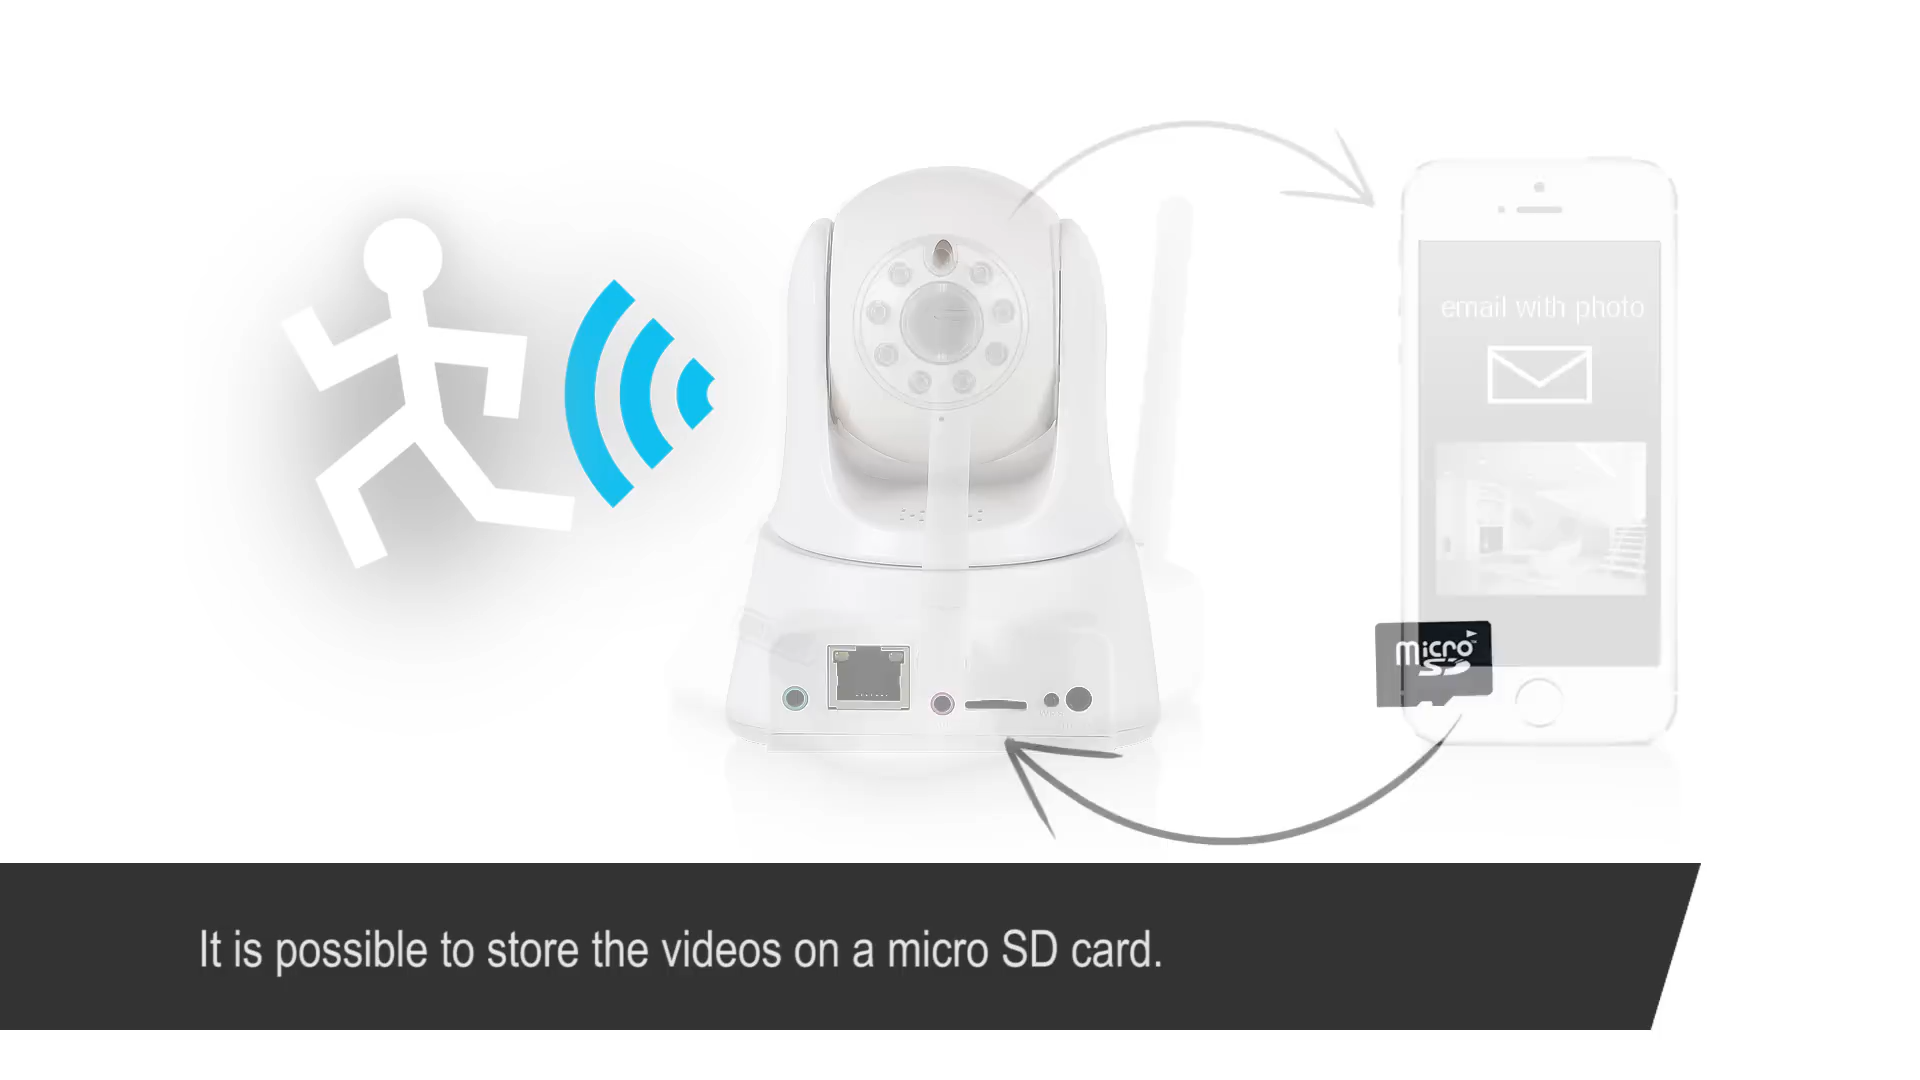 email with photo
micro
SD
It is possible to store the videos on a micro SD card.